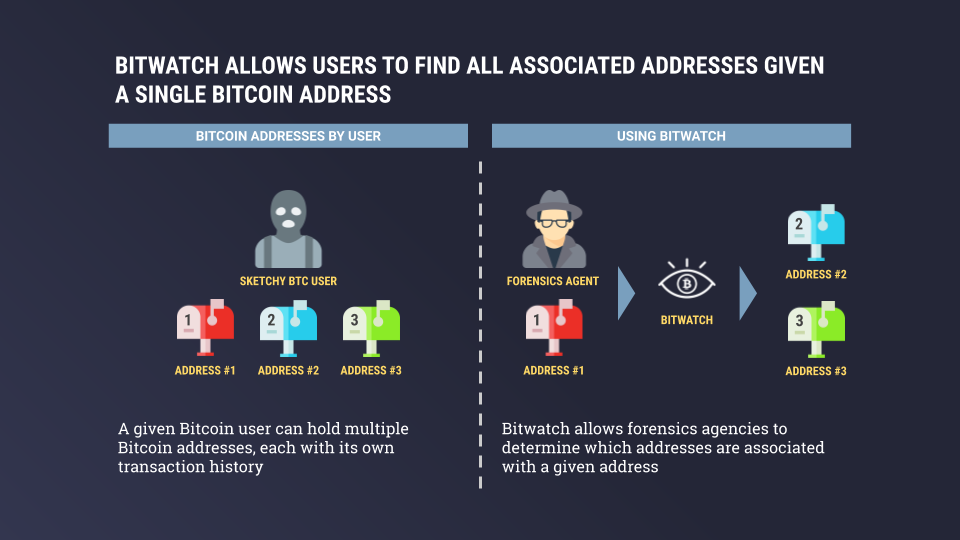 BITWATCH ALLOWS USERS TO FIND ALL ASSOCIATED ADDRESSES GIVEN
A SINGLE BITCOIN ADDRESS
BITCOIN ADDRESSES BY USER
SKETCHY BTC USER
1
2
3
ADDRESS #1
ADDRESS #2
ADDRESS #3
A given Bitcoin user can hold multiple
Bitcoin addresses, each with its own
transaction history
USING BITWATCH
FORENSICS AGENT
1
ADDRESS #1
BITWATCH
2
ADDRESS #2
3
ADDRESS #3
Bitwatch allows forensics agencies to
determine which addresses are associated
with a given address